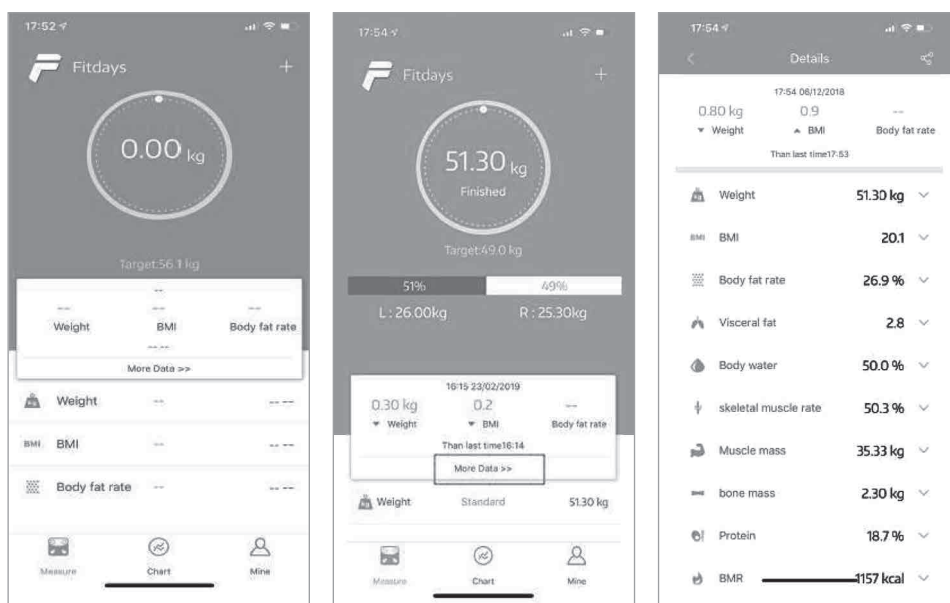 17:52
Fitdays
+
0.00 kg
Target:56.1 kg
--
-- -- --
Weight BMI Body fat rate
-- --
More Data >>
Weight -- -- --
BMI BMI -- -- --
Body fat rate -- -- --
Measure Chart Mine
17:54
Fitdays
+
51.30 kg
Finished
Target:49.0 kg
51% 49%
L : 26.00kg R : 25.30kg
16:15 23/02/2019
0.30 kg 0.2 --
Weight BMI Body fat rate
Than last time16:14
More Data >>
Weight Standard 51.30 kg
Measure Chart Mine
17:54
Details
17:54 06/12/2018
0.80 kg 0.9 --
Weight BMI Body fat rate
Than last time17:53
Weight 51.30 kg
BMI BMI 20.1
Body fat rate 26.9 %
Visceral fat 2.8
Body water 50.0 %
skeletal muscle rate 50.3 %
Muscle mass 35.33 kg
bone mass 2.30 kg
Protein 18.7 %
BMR 1157 kcal